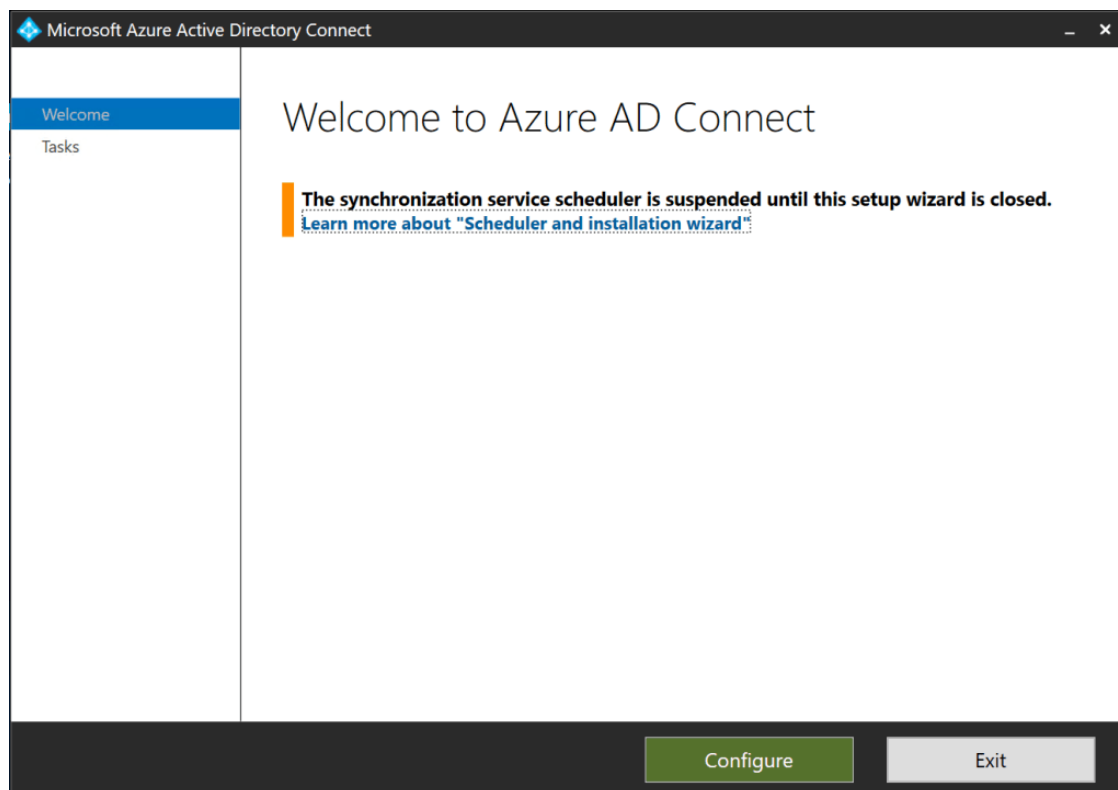 Microsoft Azure Active Directory Connect
Welcome
Tasks
Welcome to Azure AD Connect
The synchronization service scheduler is suspended until this setup wizard is closed.
Learn more about "Scheduler and installation wizard"
Configure
Exit